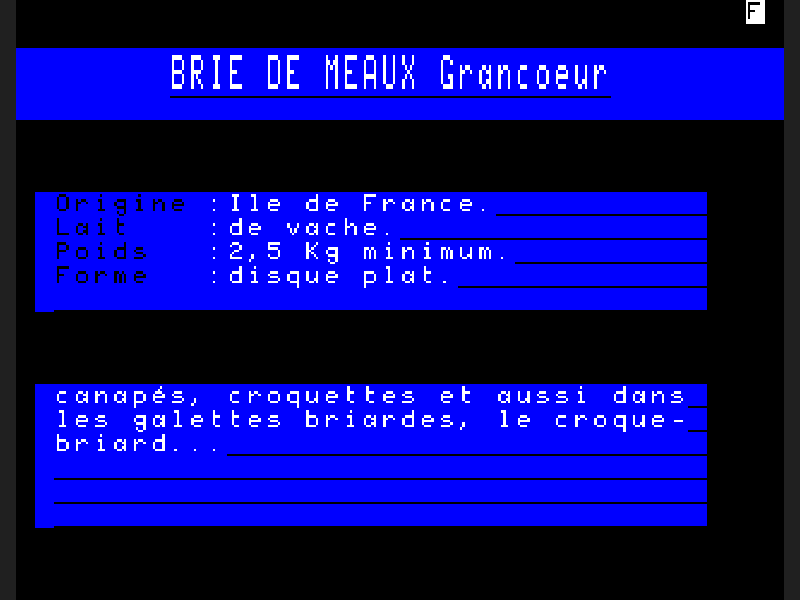 F
BRIE DE MEAUX Grancoeur
Origine :Ile de France.
Lait :de vache.
Poids :2,5 Kg minimum.
Forme :disque plat.
canapés, croquettes et aussi dans
les galettes briardes, le croque-
briard...